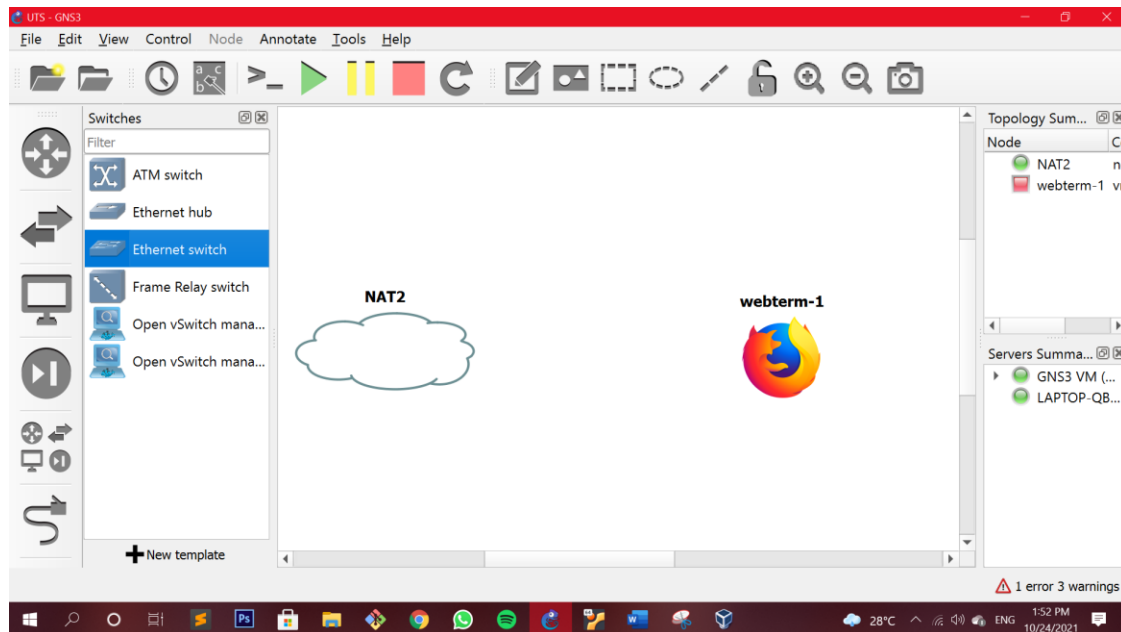 UTS - GNS3
File Edit View Control Node Annotate Tools Help
Switches
Filter
ATM switch
Ethernet hub
Ethernet switch
Frame Relay switch
Open vSwitch mana...
Open vSwitch mana...
New template
NAT2
webterm-1
Topology Sum...
Node C
NAT2 n
webterm-1 v
Servers Summa...
GNS3 VM (...
LAPTOP-QB...
1 error 3 warnings
28°C ENG
1:52 PM
10/24/2021